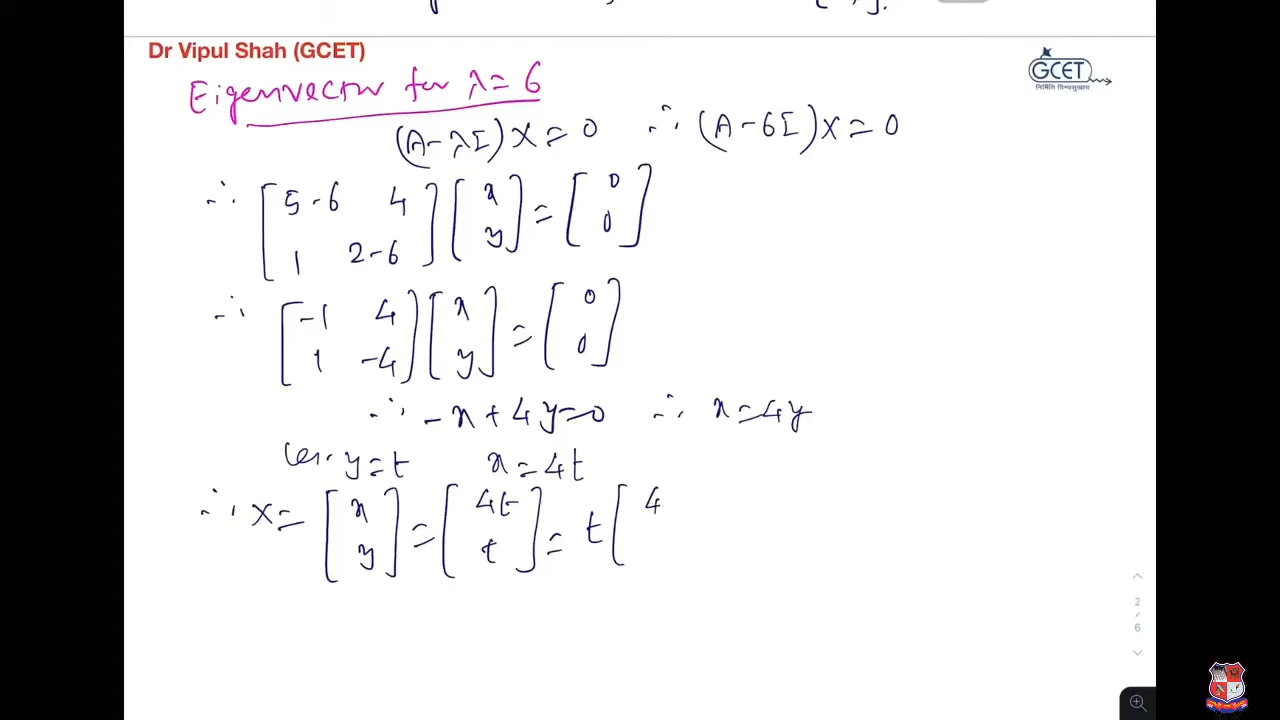 Dr Vipul Shah (GCET)
GCET
Eigenvector for λ = 6
(A - λI)X = 0 ∴ (A - 6I)X = 0
∴ [5-6 4; 1 2-6] [x; y] = [0; 0]
∴ [-1 4; 1 -4] [x; y] = [0; 0]
∴ -x + 4y = 0 ∴ x = 4y
Let y = t x = 4t
∴ X = [x; y] = [4t; t] = t [4
2
/
6